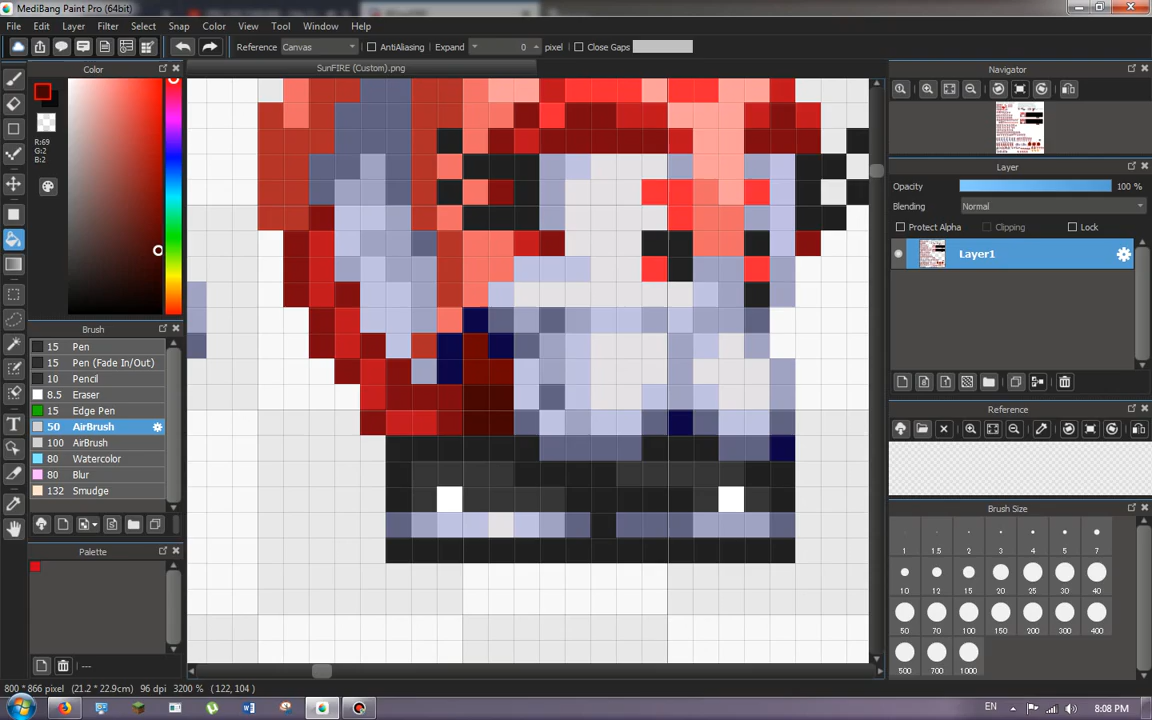 MediBang Paint Pro (64bit)
File Edit Layer Filter Select Snap Color View Tool Window Help
Reference Canvas AntiAliasing Expand 0 pixel Close Gaps
Color
R:69
G:2
B:2
Brush
15 Pen
15 Pen (Fade In/Out)
10 Pencil
8.5 Eraser
15 Edge Pen
50 AirBrush
100 AirBrush
80 Watercolor
80 Blur
132 Smudge
Palette
---
SunFIRE (Custom).png
Navigator
Layer
Opacity 100 %
Blending Normal
Protect Alpha Clipping Lock
Layer1
Reference
Brush Size
1 1.5 2 3 4 5 7
10 12 15 20 25 30 40
50 70 100 150 200 300 400
500 700 1000
800 * 866 pixel (21.2 * 22.9cm) 96 dpi 3200 % ( 122, 104 )
EN 8:08 PM